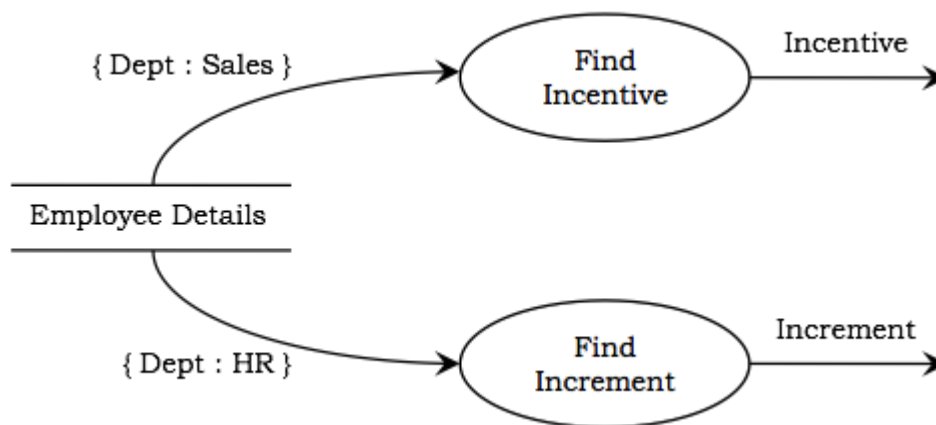 Incentive
{ Dept : Sales }
Find
Incentive
Employee Details
Increment
{ Dept : HR }
Find
Increment